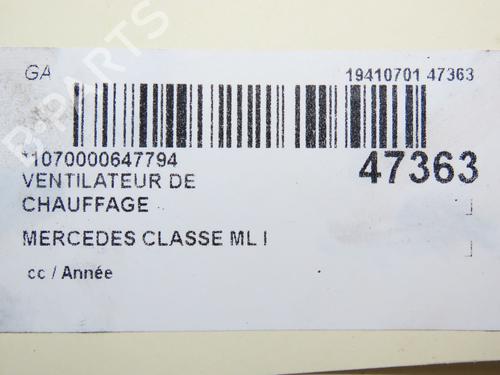 GA
19410701 47363
*1070000647794
47363
VENTILATEUR DE
CHAUFFAGE
MERCEDES CLASSE ML I
cc / Année
B-PARTS